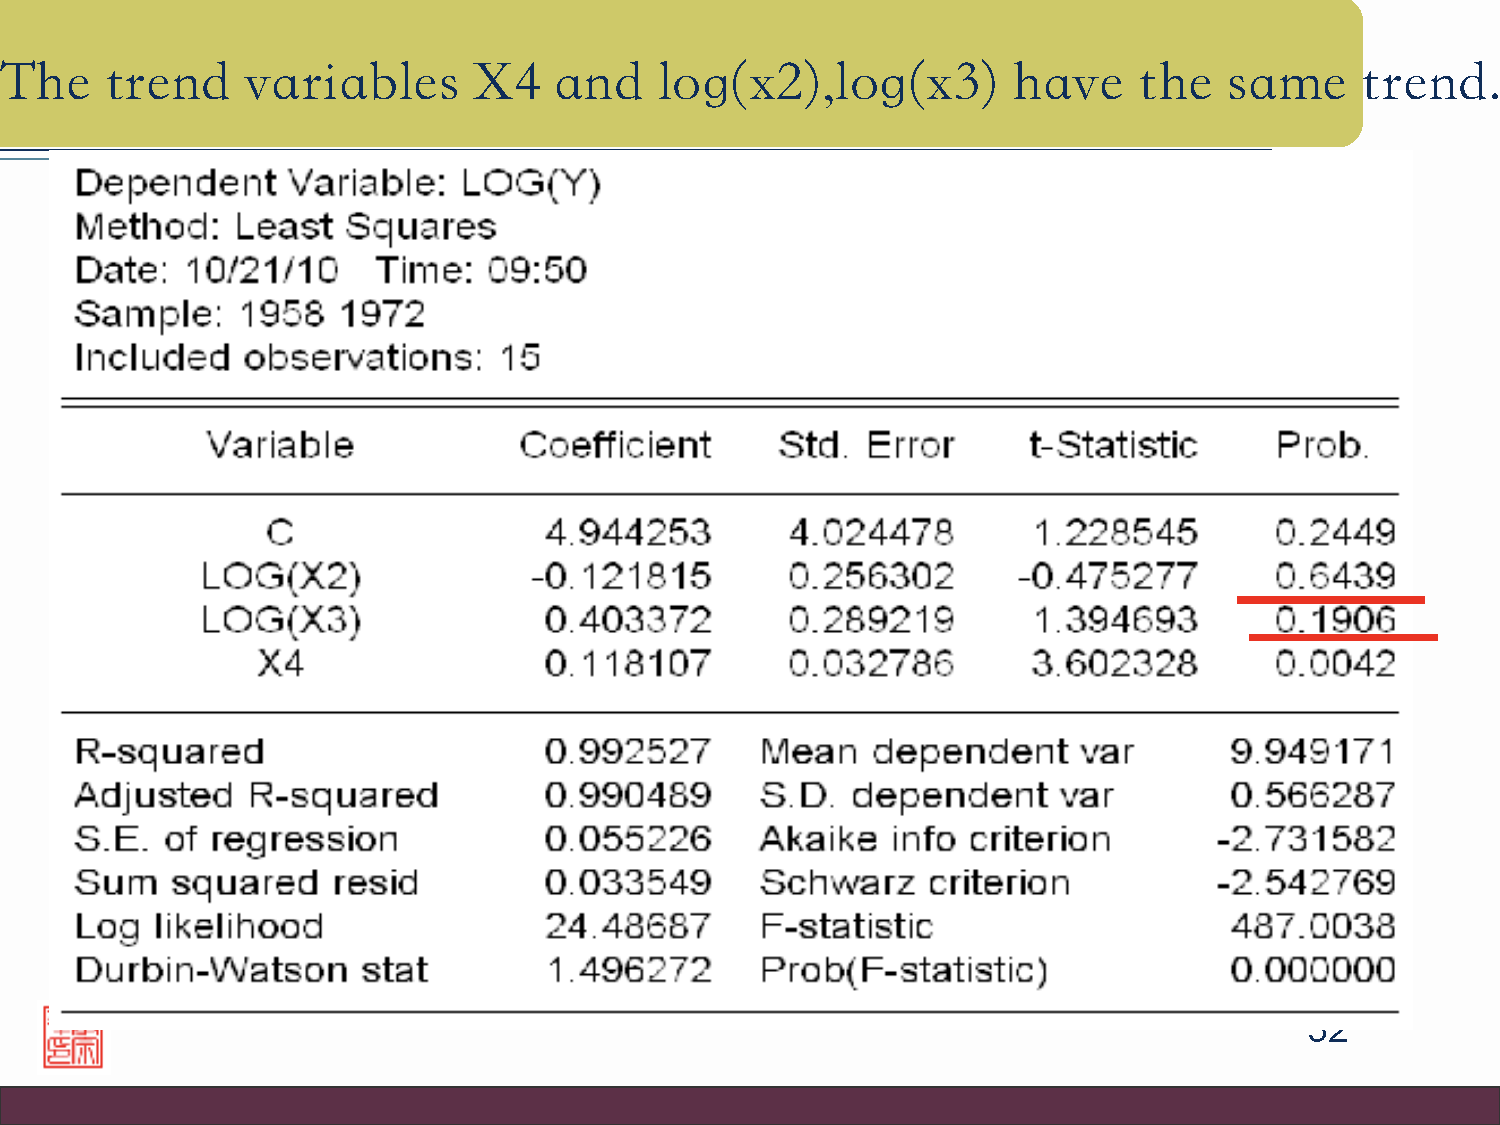 The trend variables X4 and log(x2),log(x3) have the same trend.
Dependent Variable: LOG(Y)
Method: Least Squares
Date: 10/21/10 Time: 09:50
Sample: 1958 1972
Included observations: 15
Variable Coefficient Std. Error t-Statistic Prob.
C 4.944253 4.024478 1.228545 0.2449
LOG(X2) -0.121815 0.256302 -0.475277 0.6439
LOG(X3) 0.403372 0.289219 1.394693 0.1906
X4 0.118107 0.032786 3.602328 0.0042
R-squared 0.992527 Mean dependent var 9.949171
Adjusted R-squared 0.990489 S.D. dependent var 0.566287
S.E. of regression 0.055226 Akaike info criterion -2.731582
Sum squared resid 0.033549 Schwarz criterion -2.542769
Log likelihood 24.48687 F-statistic 487.0038
Durbin-Watson stat 1.496272 Prob(F-statistic) 0.000000